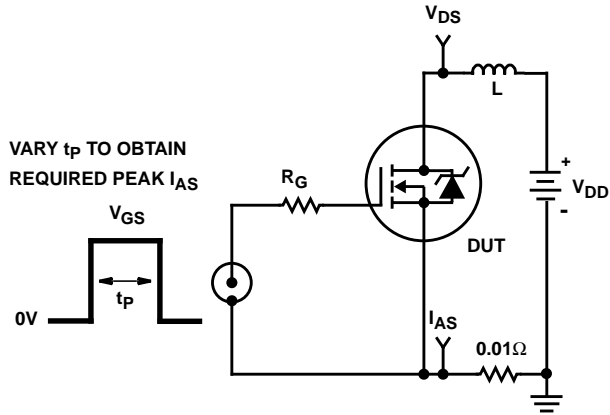 VDS
L
VARY tP TO OBTAIN
REQUIRED PEAK IAS
RG
+
VDD
-
VGS
DUT
tP
0V
IAS
0.01Ω